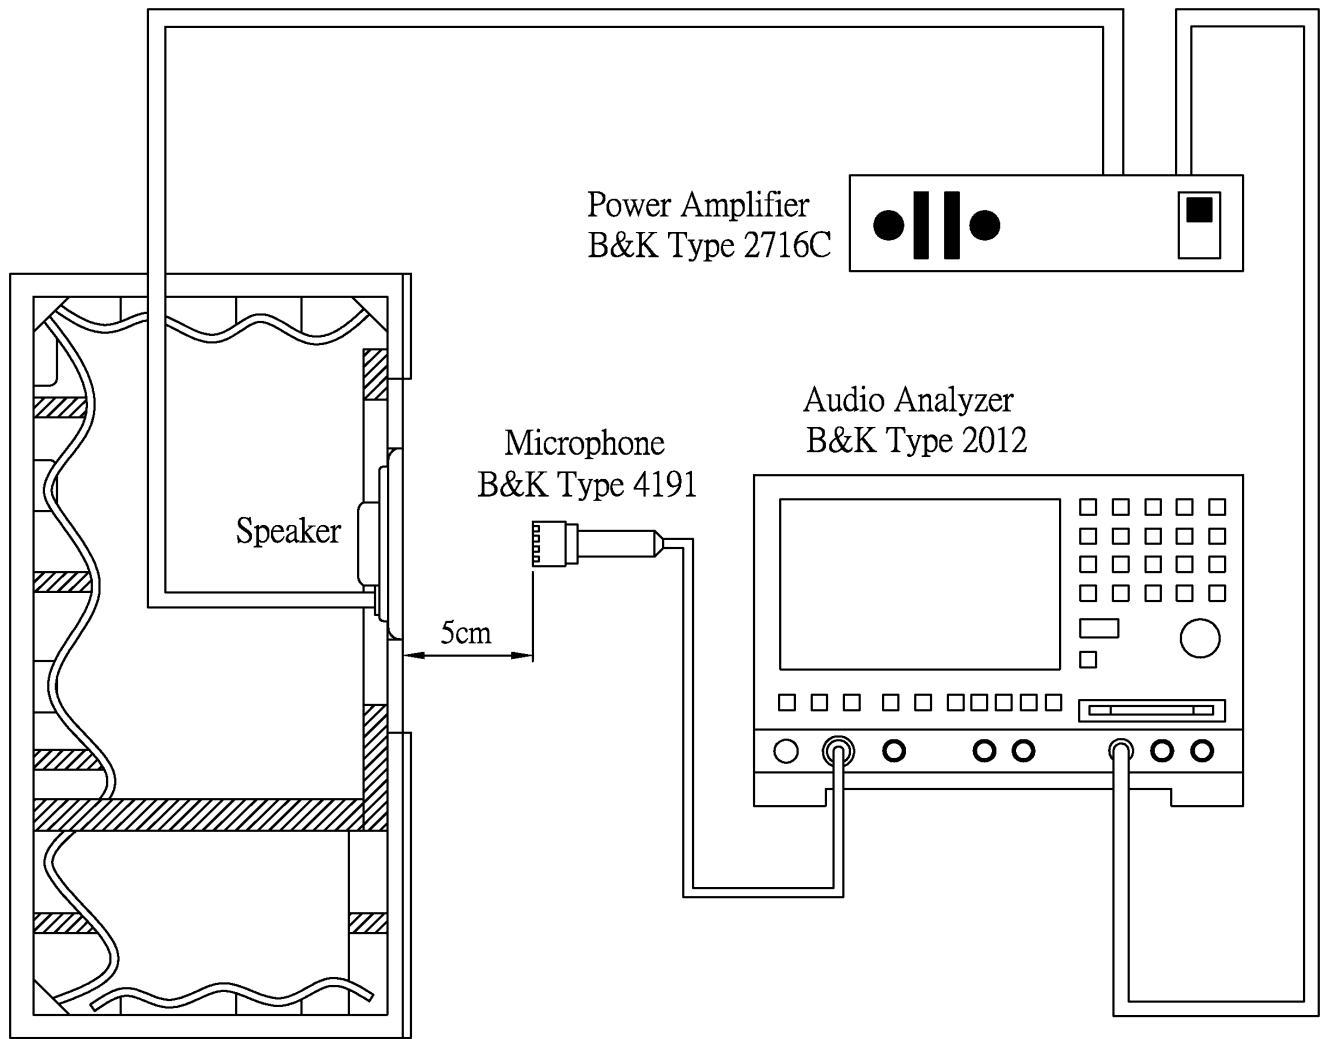 Power Amplifier
B&K Type 2716C
Audio Analyzer
B&K Type 2012
Microphone
B&K Type 4191
Speaker
5cm